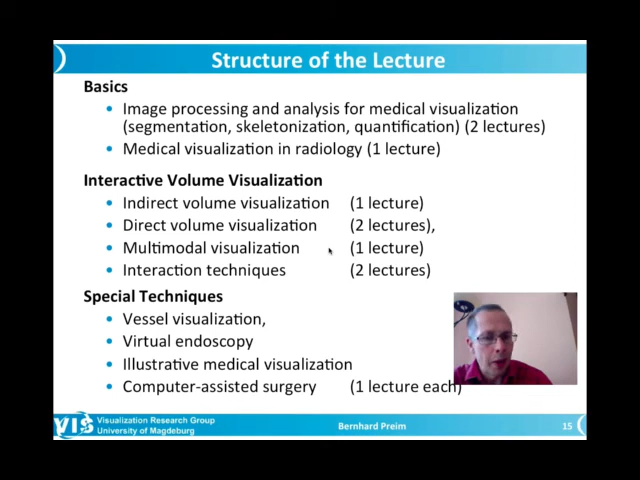 Structure of the Lecture
Basics
• Image processing and analysis for medical visualization
(segmentation, skeletonization, quantification) (2 lectures)
• Medical visualization in radiology (1 lecture)
Interactive Volume Visualization
• Indirect volume visualization (1 lecture)
• Direct volume visualization (2 lectures),
• Multimodal visualization (1 lecture)
• Interaction techniques (2 lectures)
Special Techniques
• Vessel visualization,
• Virtual endoscopy
• Illustrative medical visualization
• Computer-assisted surgery (1 lecture each)
VIS Visualization Research Group
University of Magdeburg
Bernhard Preim
15